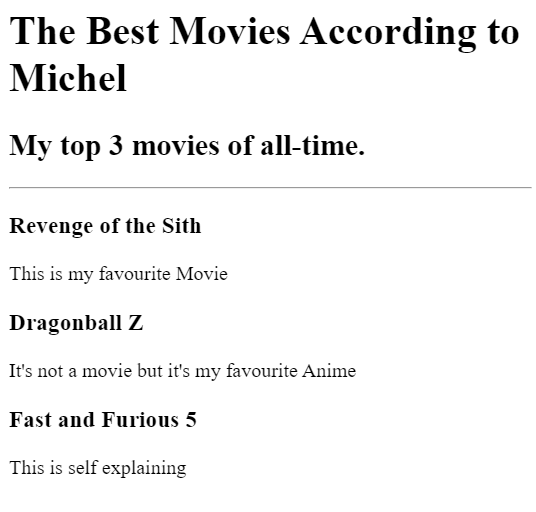 The Best Movies According to
Michel
My top 3 movies of all-time.
Revenge of the Sith
This is my favourite Movie
Dragonball Z
It's not a movie but it's my favourite Anime
Fast and Furious 5
This is self explaining